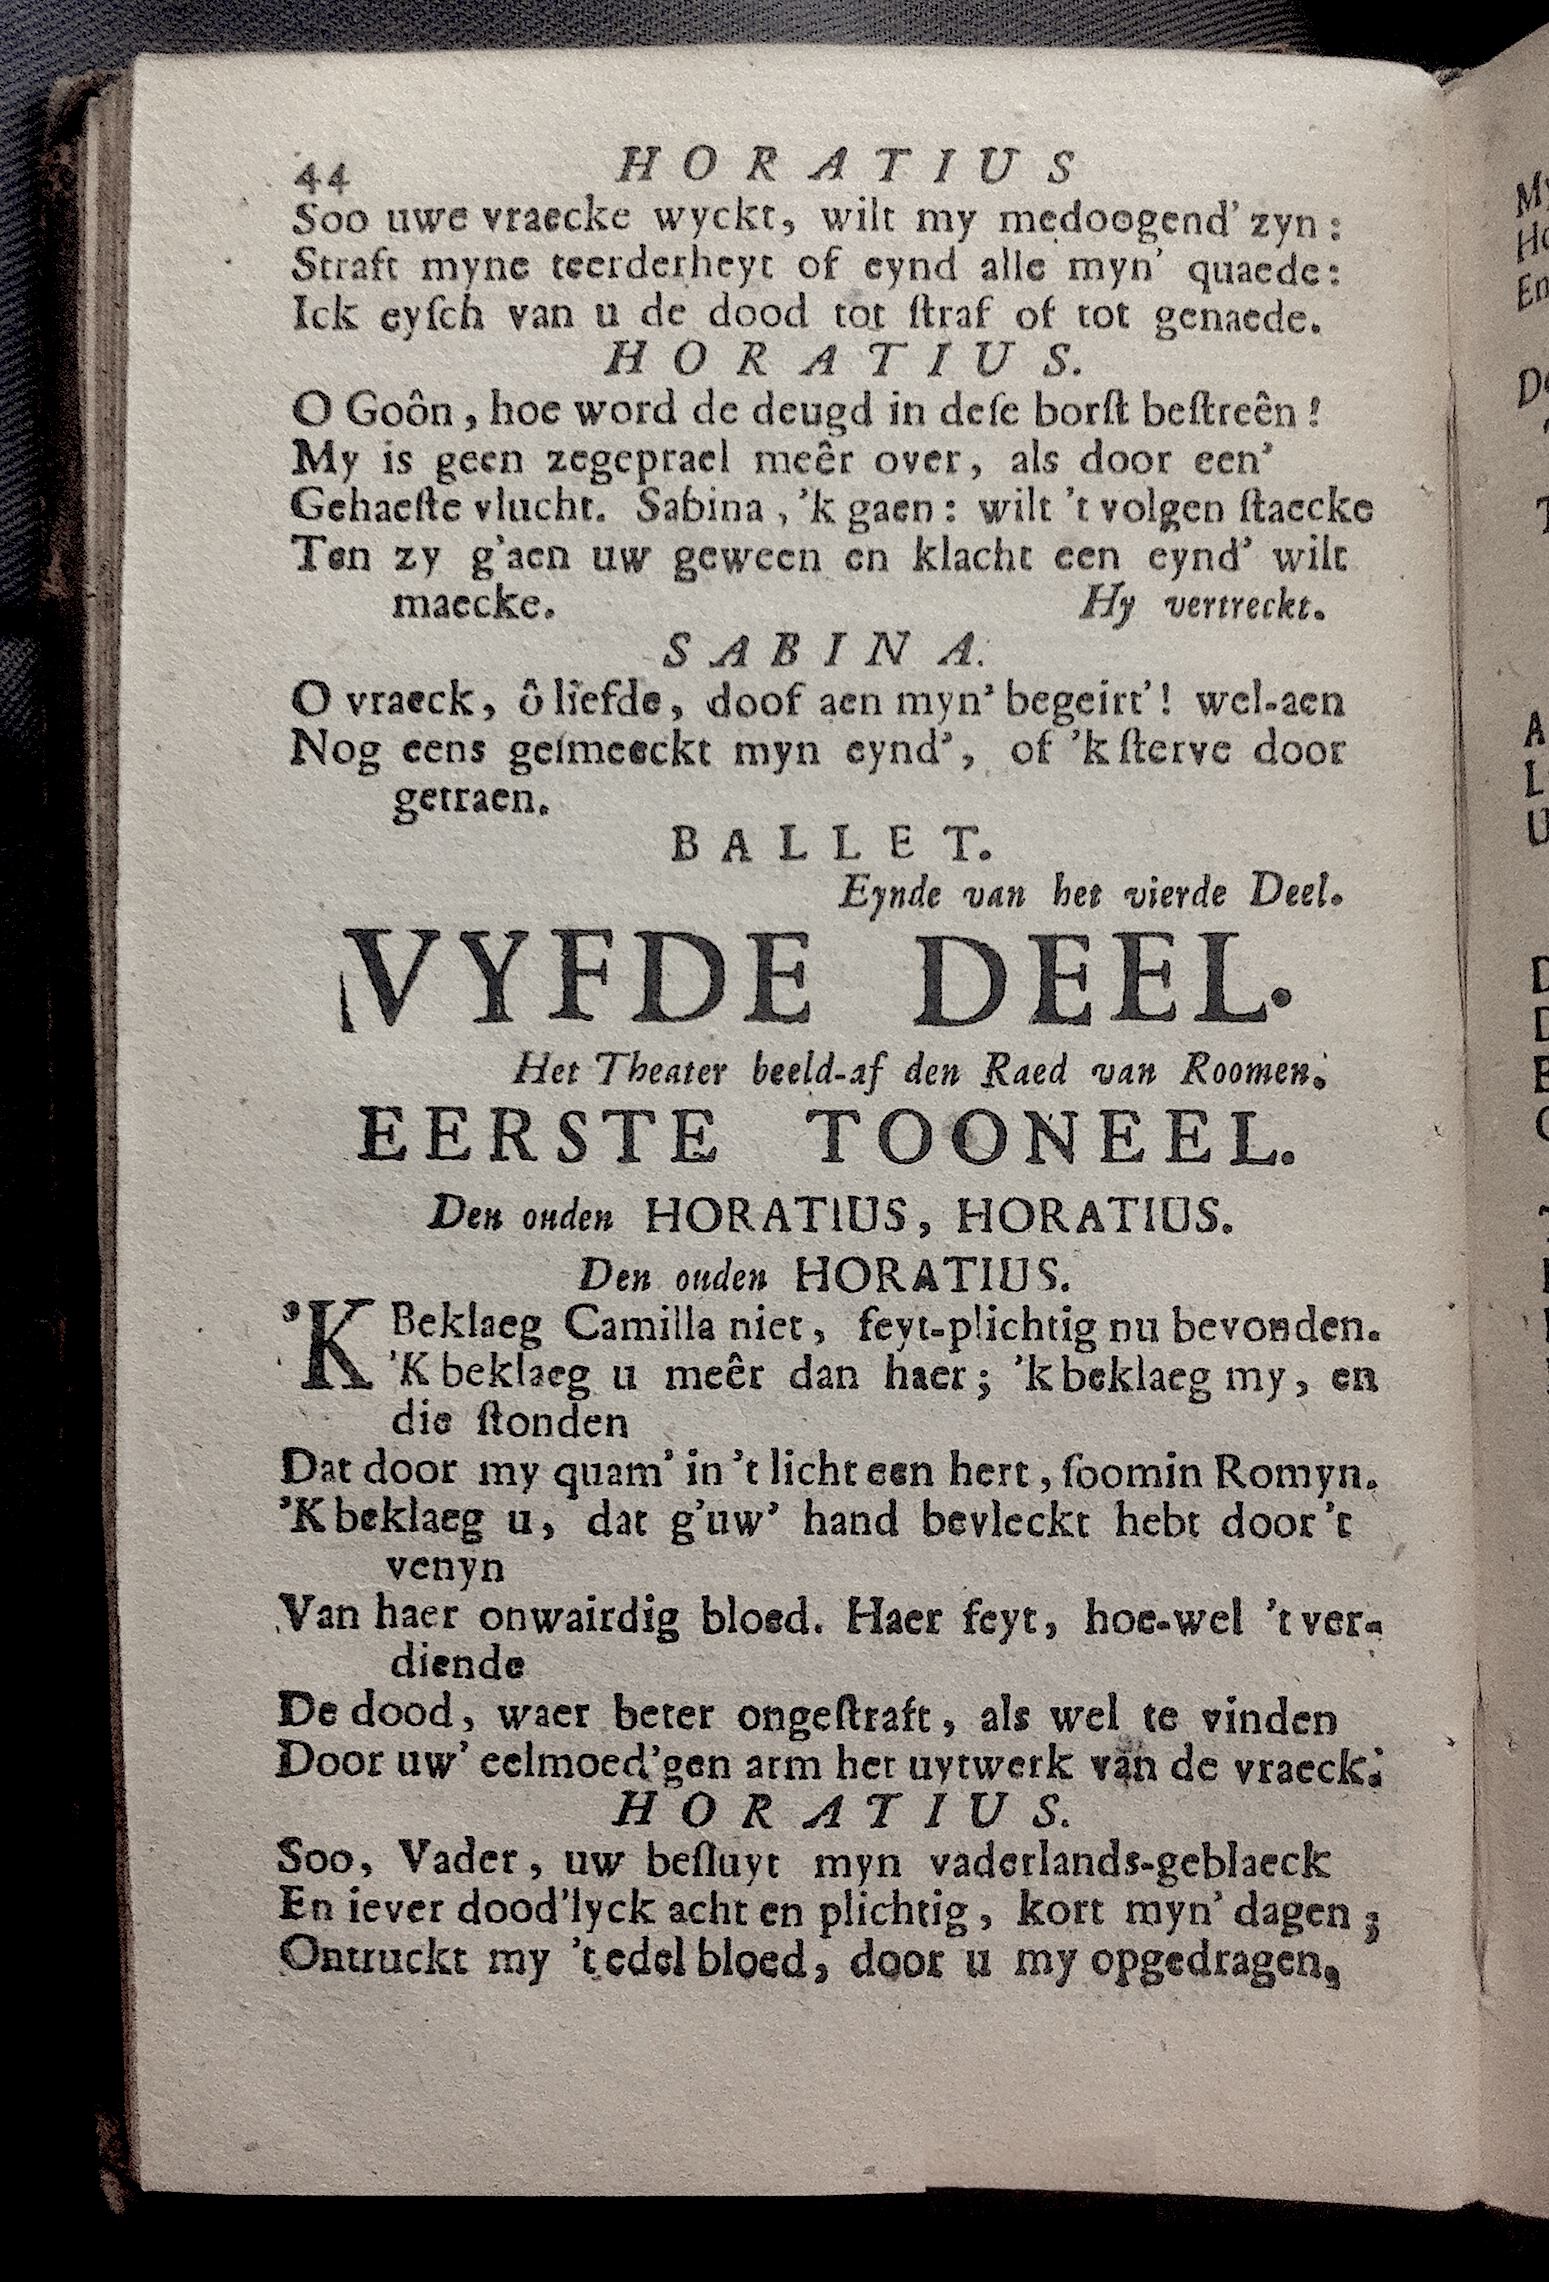 44 HORATIUS
Soo uwe vraecke wyckt, wilt my medoogend' zyn:
Straft myne teerderheyt of eynd alle myn' quaede:
Ick eyſch van u de dood tot ſtraf of tot genaede.
HORATIUS.
O Goôn, hoe word de deugd in deſe borſt beſtreên!
My is geen zegeprael meêr over, als door een'
Gehaeſte vlucht. Sabina, 'k gaen: wilt 't volgen ſtaecke
Ten zy g'aen uw geween en klacht een eynd' wilt
maecke. Hy vertreckt.
SABINA.
O vraeck, ô liefde, doof aen myn' begeirt'! wel-aen
Nog eens geſmeeckt myn eynd', of 'k ſterve door
getraen.
BALLET.
Eynde van het vierde Deel.
VYFDE DEEL.
Het Theater beeld-af den Raed van Roomen.
EERSTE TOONEEL.
Den ouden HORATIUS, HORATIUS.
Den ouden HORATIUS.
'K Beklaeg Camilla niet, feyt-plichtig nu bevonden.
'K beklaeg u meêr dan haer; 'k beklaeg my, en
die ſtonden
Dat door my quam' in 't licht een hert, ſoomin Romyn.
'K beklaeg u, dat g'uw' hand bevleckt hebt door 't
venyn
Van haer onwairdig bloed. Haer feyt, hoe-wel 't ver-
diende
De dood, waer beter ongeſtraft, als wel te vinden
Door uw' eelmoed'gen arm het uytwerk van de vraeck.
HORATIUS.
Soo, Vader, uw beſluyt myn vaderlands-geblaeck
En iever dood'lyck acht en plichtig, kort myn' dagen;
Ontruckt my 't edel bloed, door u my opgedragen,